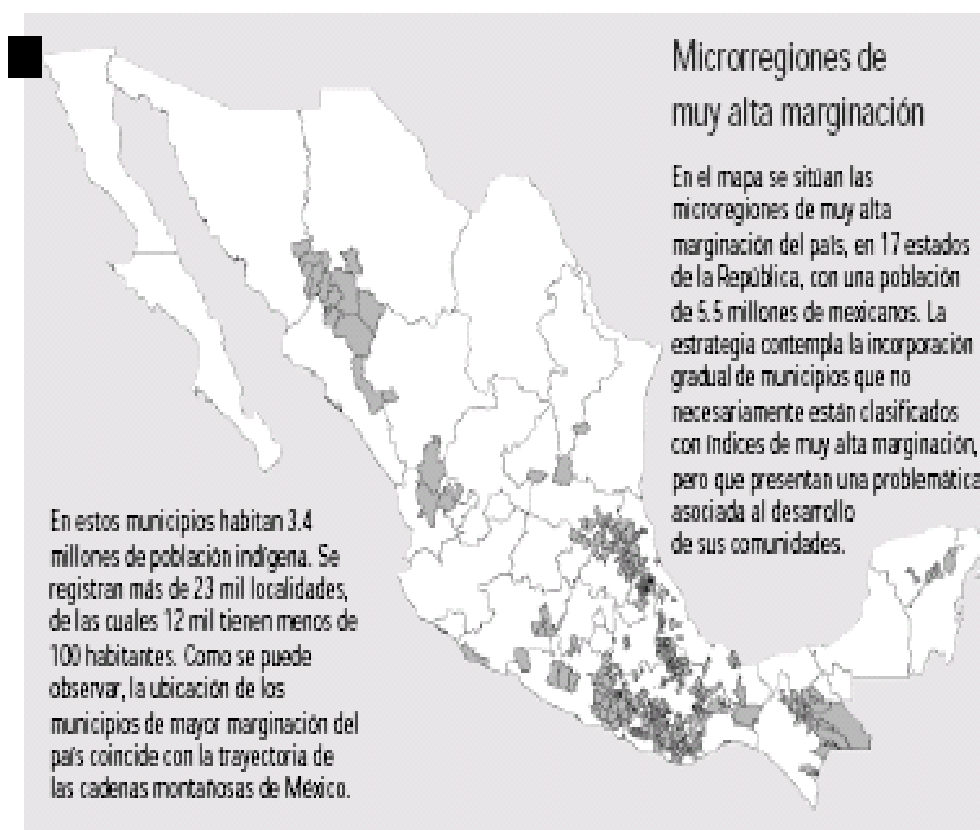 Microrregiones de
muy alta marginación
En el mapa se sitúan las
microregiones de muy alta
marginación del país, en 17 estados
de la República, con una población
de 5.5 millones de mexicanos. La
estrategia contempla la incorporación
gradual de municipios que no
necesariamente están clasificados
con índices de muy alta marginación,
pero que presentan una problemática
asociada al desarrollo
de sus comunidades.
En estos municipios habitan 3.4
millones de población indígena. Se
registran más de 23 mil localidades,
de las cuales 12 mil tienen menos de
100 habitantes. Como se puede
observar, la ubicación de los
municipios de mayor marginación del
país coincide con la trayectoria de
las cadenas montañosas de México.